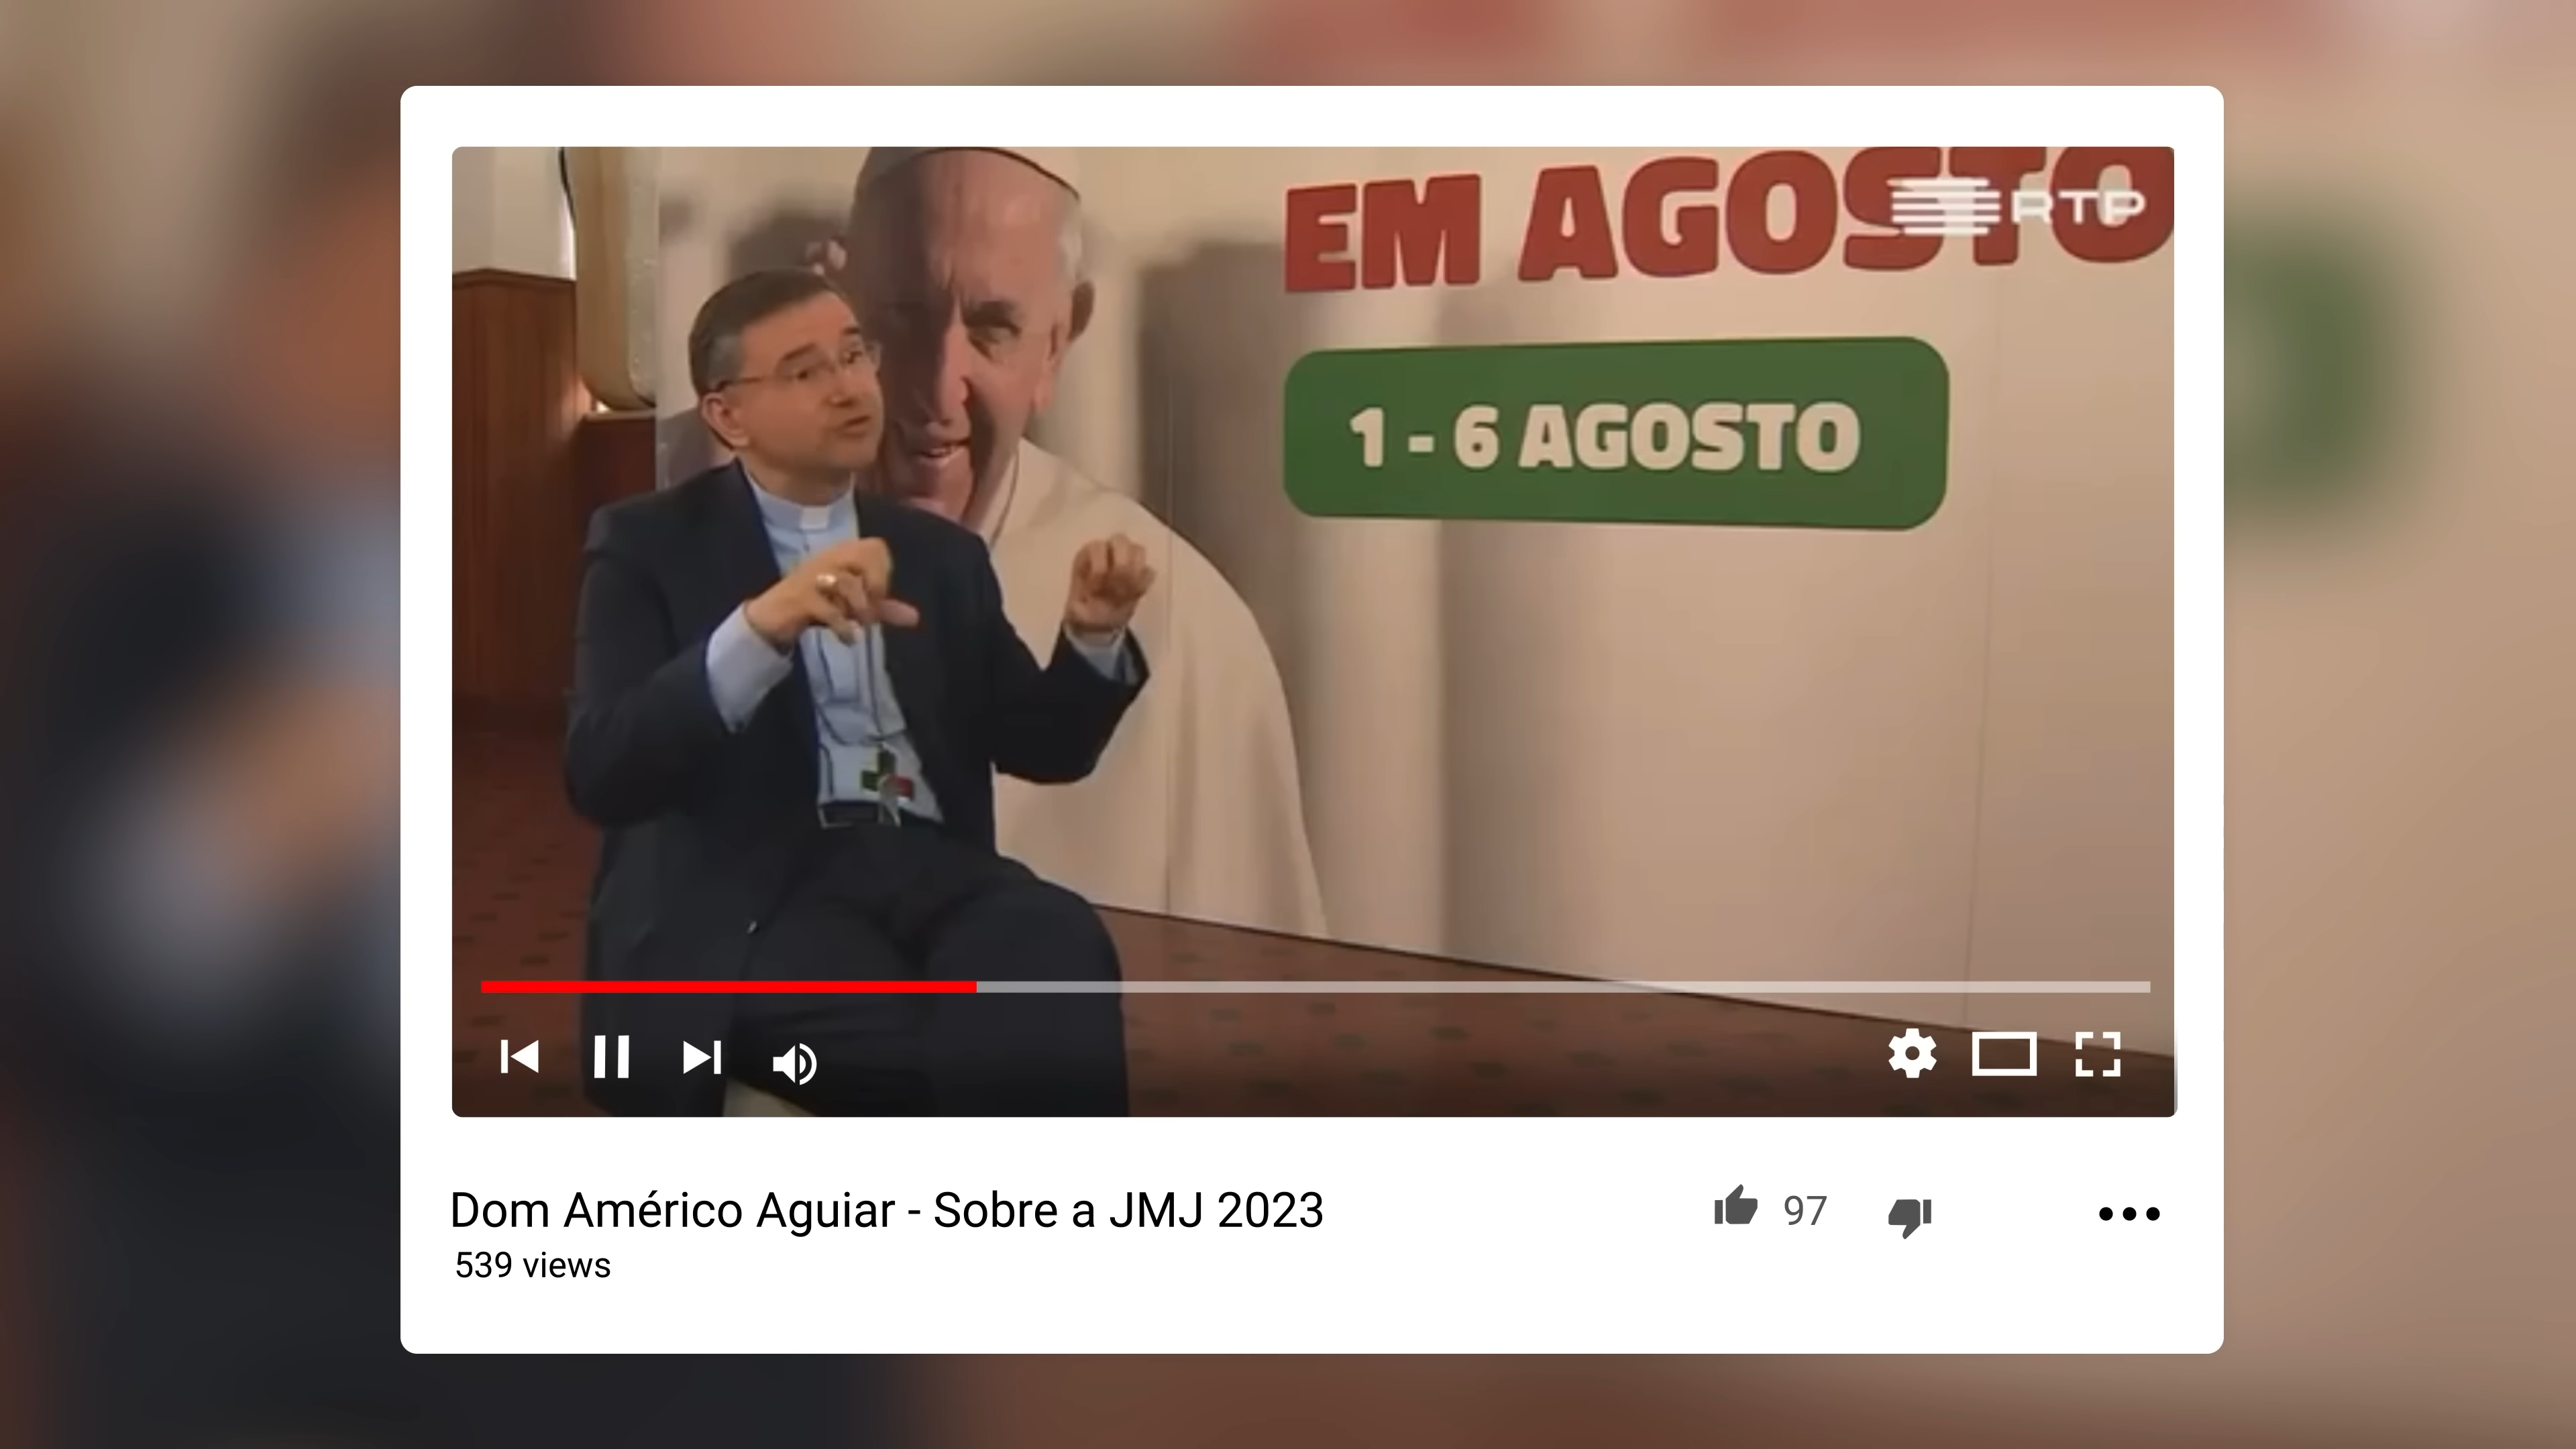 EM AGOSTO
RTP
1 - 6 AGOSTO
Dom Américo Aguiar - Sobre a JMJ 2023
97
539 views